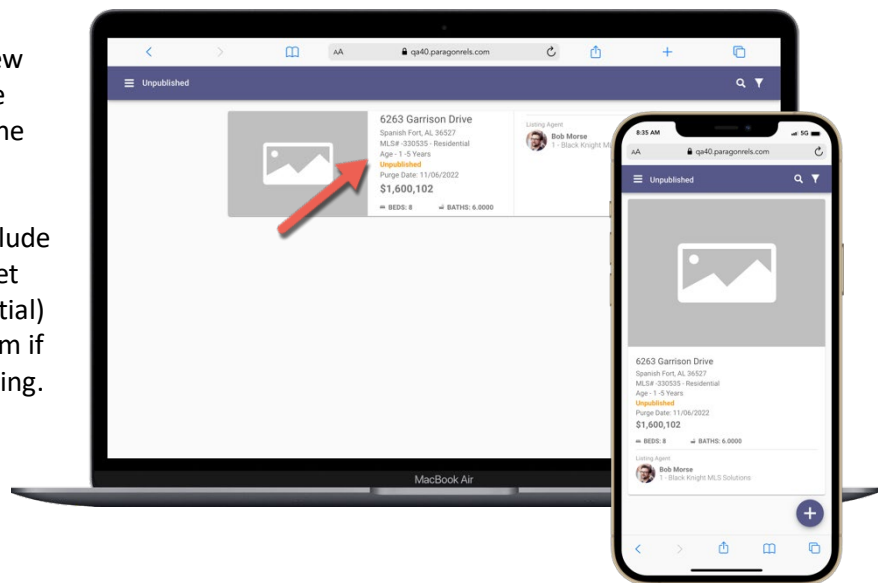 ew
e
ne
lude
et
tial)
m if
ing.
AA
qa40.paragonrels.com
Unpublished
6263 Garrison Drive
Spanish Fort, AL 36527
MLS# -330535 - Residential
Age - 1 -5 Years
Unpublished
Purge Date: 11/06/2022
$1,600,102
BEDS: 8 BATHS: 6.0000
Listing Agent
Bob Morse
1 - Black Knight
MacBook Air
8:35 AM 5G
AA qa40.paragonrels.com
Unpublished
6263 Garrison Drive
Spanish Fort, AL 36527
MLS# -330535 - Residential
Age - 1 -5 Years
Unpublished
Purge Date: 11/06/2022
$1,600,102
BEDS: 8 BATHS: 6.0000
Listing Agent
Bob Morse
1 - Black Knight MLS Solutions